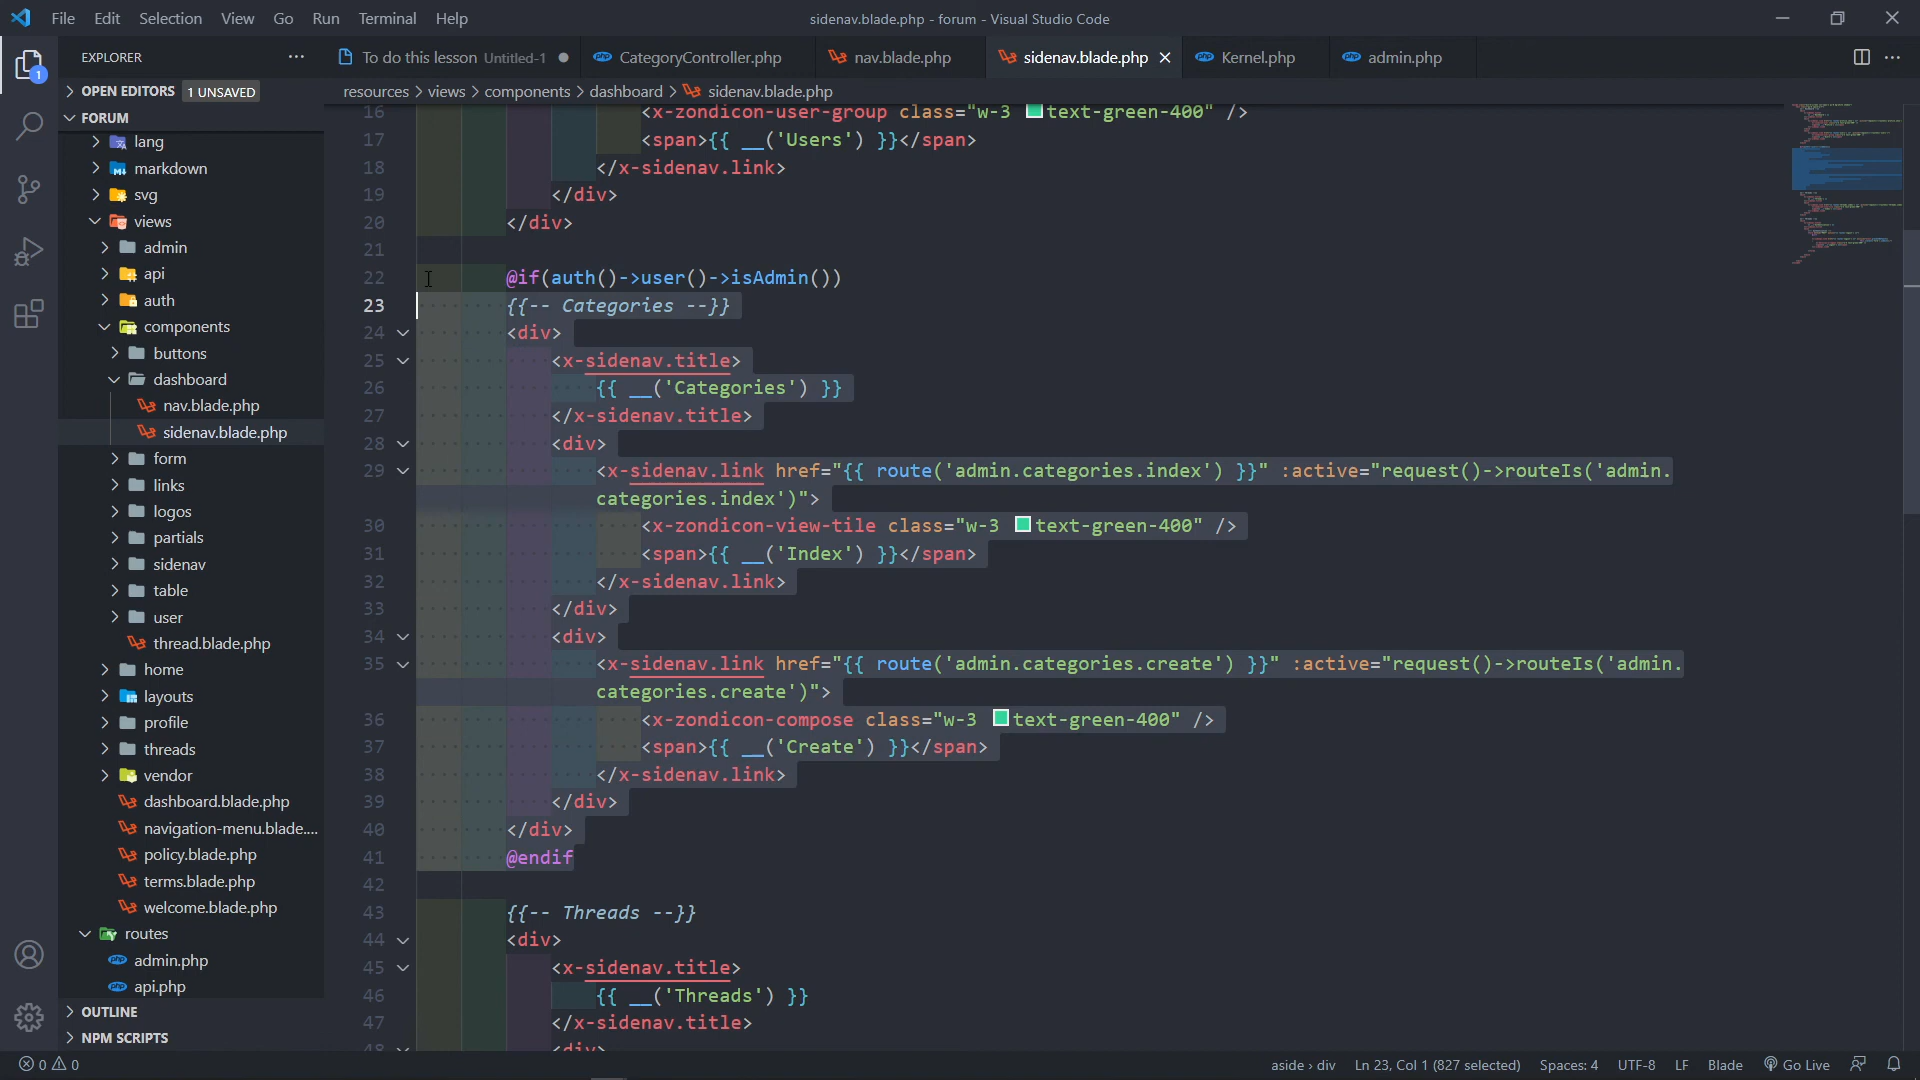 File Edit Selection View Go Run Terminal Help
sidenav.blade.php - forum - Visual Studio Code
EXPLORER
To do this lesson Untitled-1
CategoryController.php
nav.blade.php
sidenav.blade.php
Kernel.php
admin.php
OPEN EDITORS 1 UNSAVED
resources > views > components > dashboard > sidenav.blade.php
FORUM
lang
markdown
svg
views
admin
api
auth
components
buttons
dashboard
nav.blade.php
sidenav.blade.php
form
links
logos
partials
sidenav
table
user
thread.blade.php
home
layouts
profile
threads
vendor
dashboard.blade.php
navigation-menu.blade....
policy.blade.php
terms.blade.php
welcome.blade.php
routes
admin.php
api.php
OUTLINE
NPM SCRIPTS
1
16 <x-zondicon-user-group class="w-3 text-green-400" />
17 <span>{{ __('Users') }}</span>
18 </x-sidenav.link>
19 </div>
20 </div>
21
22 @if(auth()->user()->isAdmin())
23 {{-- Categories --}}
24 <div>
25 <x-sidenav.title>
26 {{ __('Categories') }}
27 </x-sidenav.title>
28 <div>
29 <x-sidenav.link href="{{ route('admin.categories.index') }}" :active="request()->routeIs('admin.
categories.index')">
30 <x-zondicon-view-tile class="w-3 text-green-400" />
31 <span>{{ __('Index') }}</span>
32 </x-sidenav.link>
33 </div>
34 <div>
35 <x-sidenav.link href="{{ route('admin.categories.create') }}" :active="request()->routeIs('admin.
categories.create')">
36 <x-zondicon-compose class="w-3 text-green-400" />
37 <span>{{ __('Create') }}</span>
38 </x-sidenav.link>
39 </div>
40 </div>
41 @endif
42
43 {{-- Threads --}}
44 <div>
45 <x-sidenav.title>
46 {{ __('Threads') }}
47 </x-sidenav.title>
48 <div>
0 0
aside > div
Ln 23, Col 1 (827 selected)
Spaces: 4
UTF-8
LF
Blade
Go Live